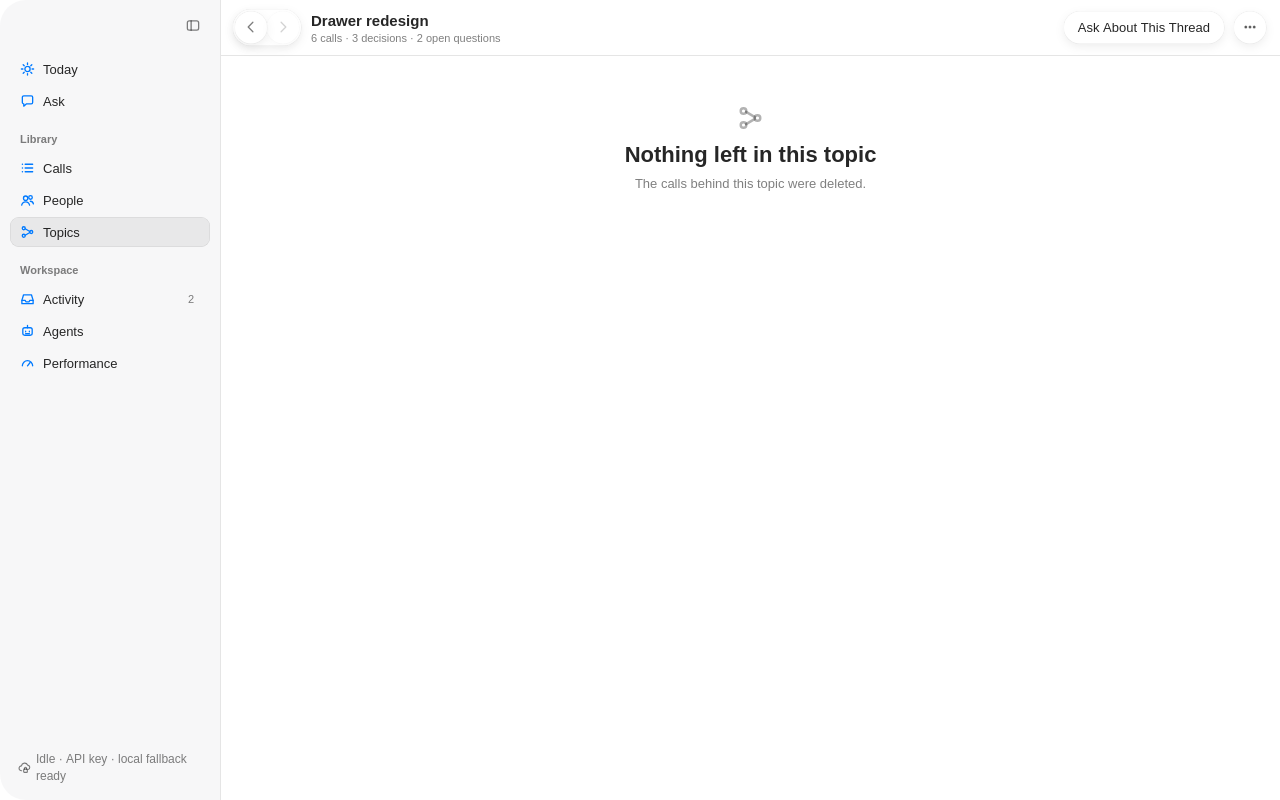 Today
Ask
Library
Calls
People
Topics
Workspace
Activity 2
Agents
Performance
Idle · API key · local fallback
ready
Drawer redesign
6 calls · 3 decisions · 2 open questions
Ask About This Thread
Nothing left in this topic
The calls behind this topic were deleted.